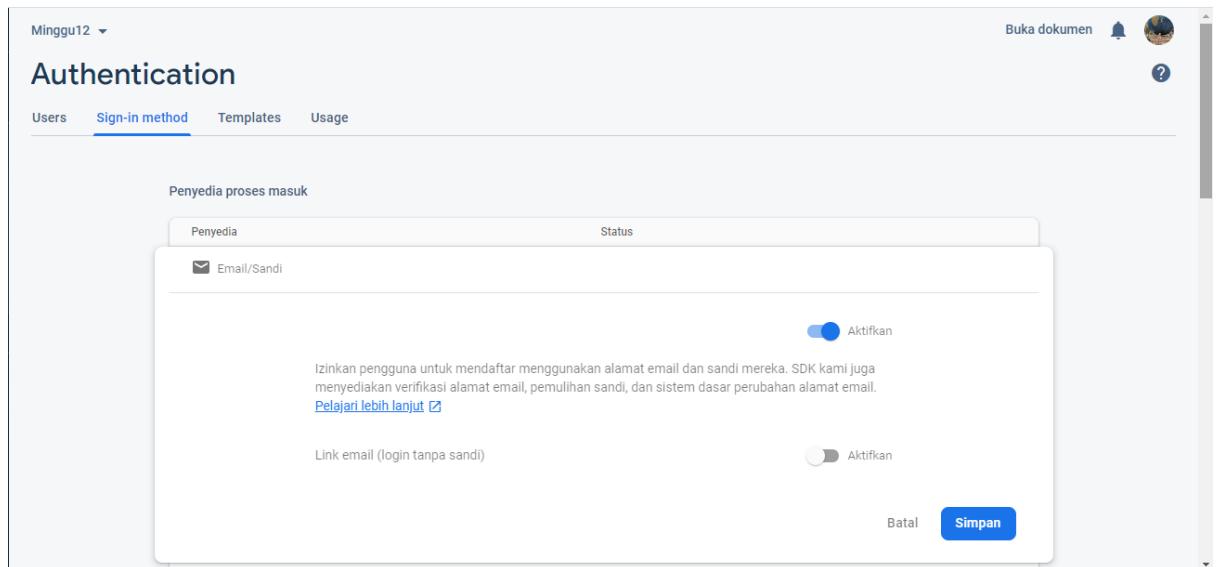 Minggu12
Buka dokumen
Authentication
Users Sign-in method Templates Usage
Penyedia proses masuk
Penyedia Status
Email/Sandi
Aktifkan
Izinkan pengguna untuk mendaftar menggunakan alamat email dan sandi mereka. SDK kami juga
menyediakan verifikasi alamat email, pemulihan sandi, dan sistem dasar perubahan alamat email.
Pelajari lebih lanjut
Link email (login tanpa sandi) Aktifkan
Batal Simpan